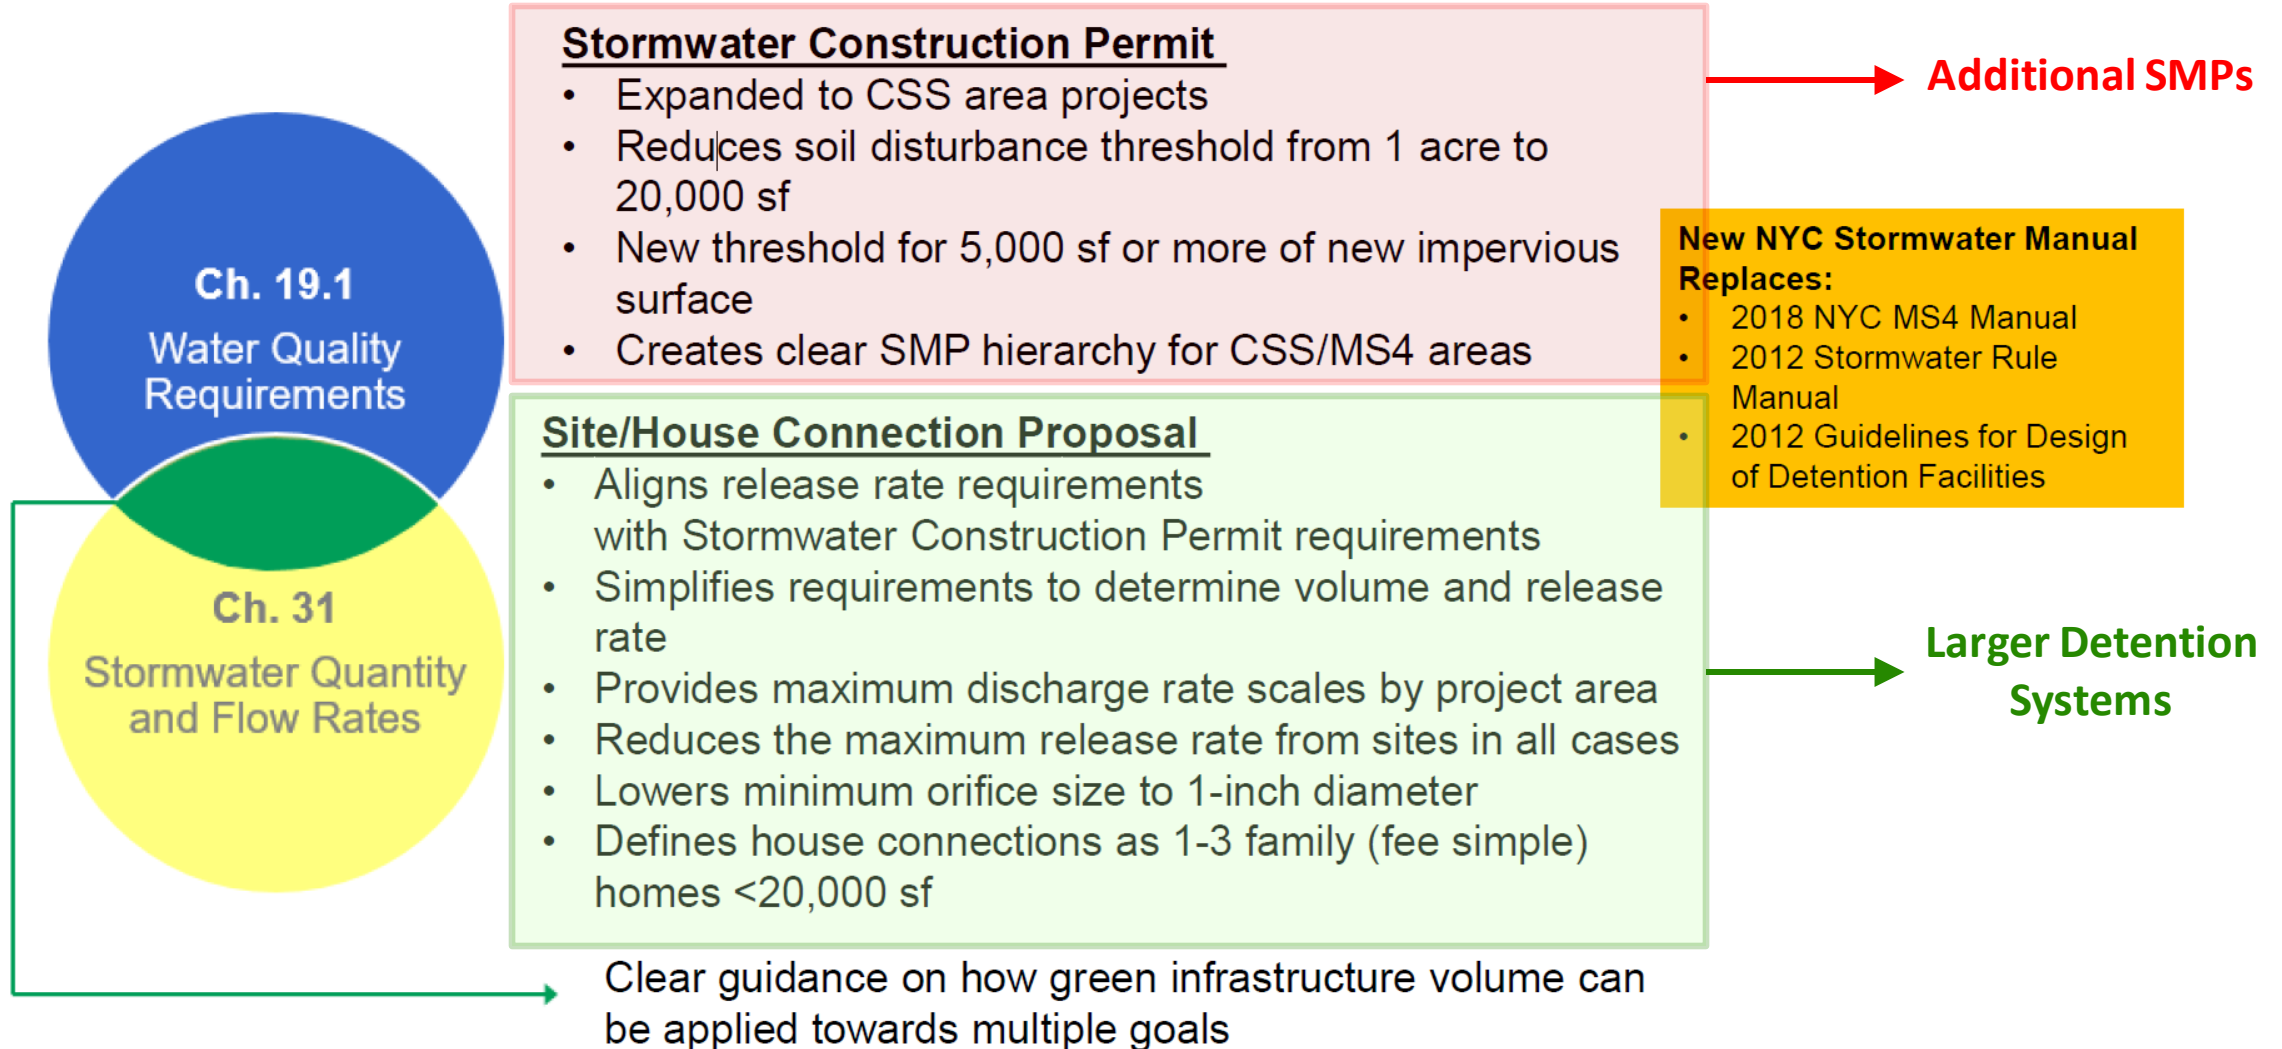 Ch. 19.1
Water Quality
Requirements
Ch. 31
Stormwater Quantity
and Flow Rates
Stormwater Construction Permit
• Expanded to CSS area projects
• Reduces soil disturbance threshold from 1 acre to
20,000 sf
• New threshold for 5,000 sf or more of new impervious
surface
• Creates clear SMP hierarchy for CSS/MS4 areas
Additional SMPs
New NYC Stormwater Manual
Replaces:
• 2018 NYC MS4 Manual
• 2012 Stormwater Rule
Manual
• 2012 Guidelines for Design
of Detention Facilities
Site/House Connection Proposal
• Aligns release rate requirements
with Stormwater Construction Permit requirements
• Simplifies requirements to determine volume and release
rate
• Provides maximum discharge rate scales by project area
• Reduces the maximum release rate from sites in all cases
• Lowers minimum orifice size to 1-inch diameter
• Defines house connections as 1-3 family (fee simple)
homes <20,000 sf
Larger Detention
Systems
Clear guidance on how green infrastructure volume can
be applied towards multiple goals